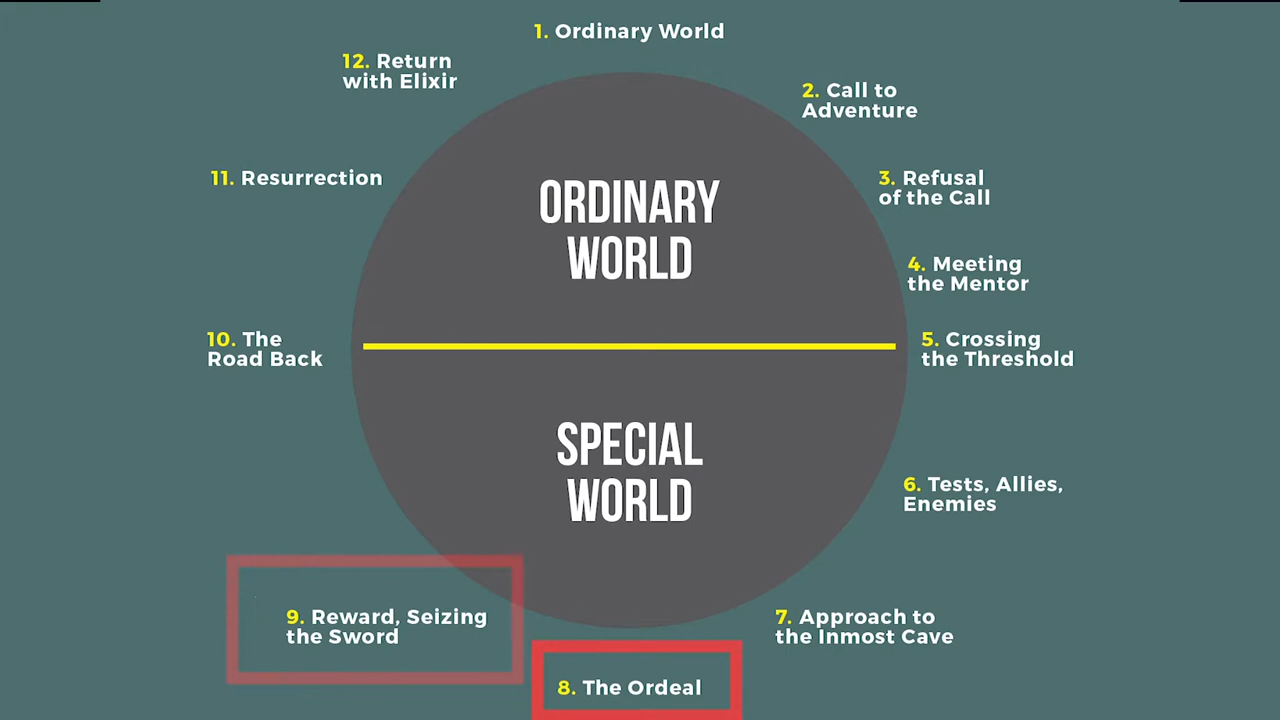 1. Ordinary World
2. Call to
Adventure
3. Refusal
of the Call
4. Meeting
the Mentor
5. Crossing
the Threshold
6. Tests, Allies,
Enemies
7. Approach to
the Inmost Cave
8. The Ordeal
9. Reward, Seizing
the Sword
10. The
Road Back
11. Resurrection
12. Return
with Elixir
ORDINARY
WORLD
SPECIAL
WORLD